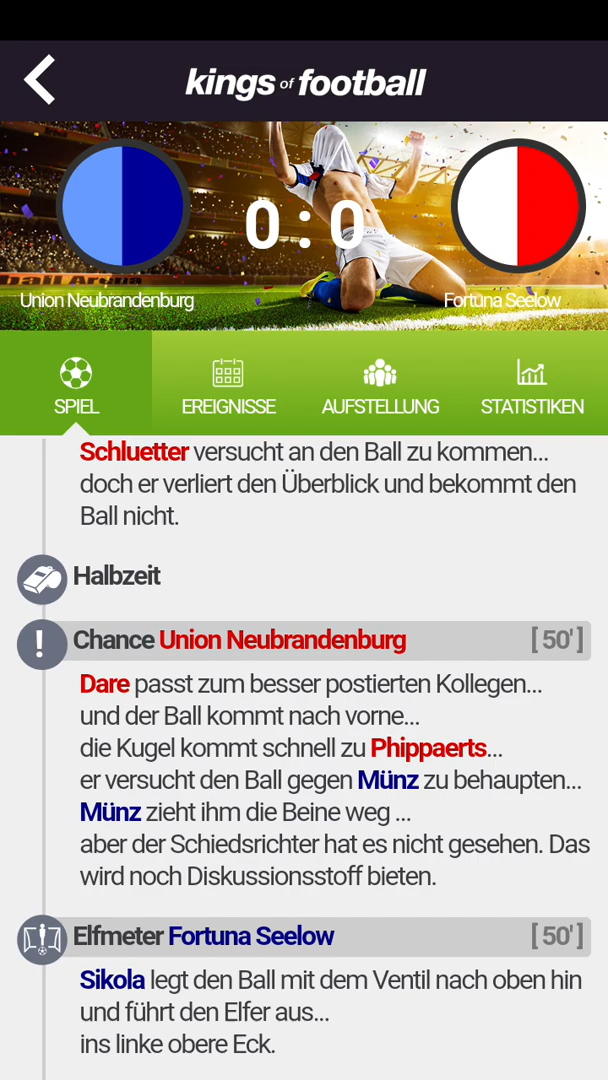 kings of football
0 : 0
ball Arena
Union Neubrandenburg
Fortuna Seelow
SPIEL
EREIGNISSE
AUFSTELLUNG
STATISTIKEN
Schluetter versucht an den Ball zu kommen...
doch er verliert den Überblick und bekommt den
Ball nicht.
Halbzeit
! Chance Union Neubrandenburg [ 50' ]
Dare passt zum besser postierten Kollegen...
und der Ball kommt nach vorne...
die Kugel kommt schnell zu Phippaerts...
er versucht den Ball gegen Münz zu behaupten...
Münz zieht ihm die Beine weg ...
aber der Schiedsrichter hat es nicht gesehen. Das
wird noch Diskussionsstoff bieten.
Elfmeter Fortuna Seelow [ 50' ]
Sikola legt den Ball mit dem Ventil nach oben hin
und führt den Elfer aus...
ins linke obere Eck.